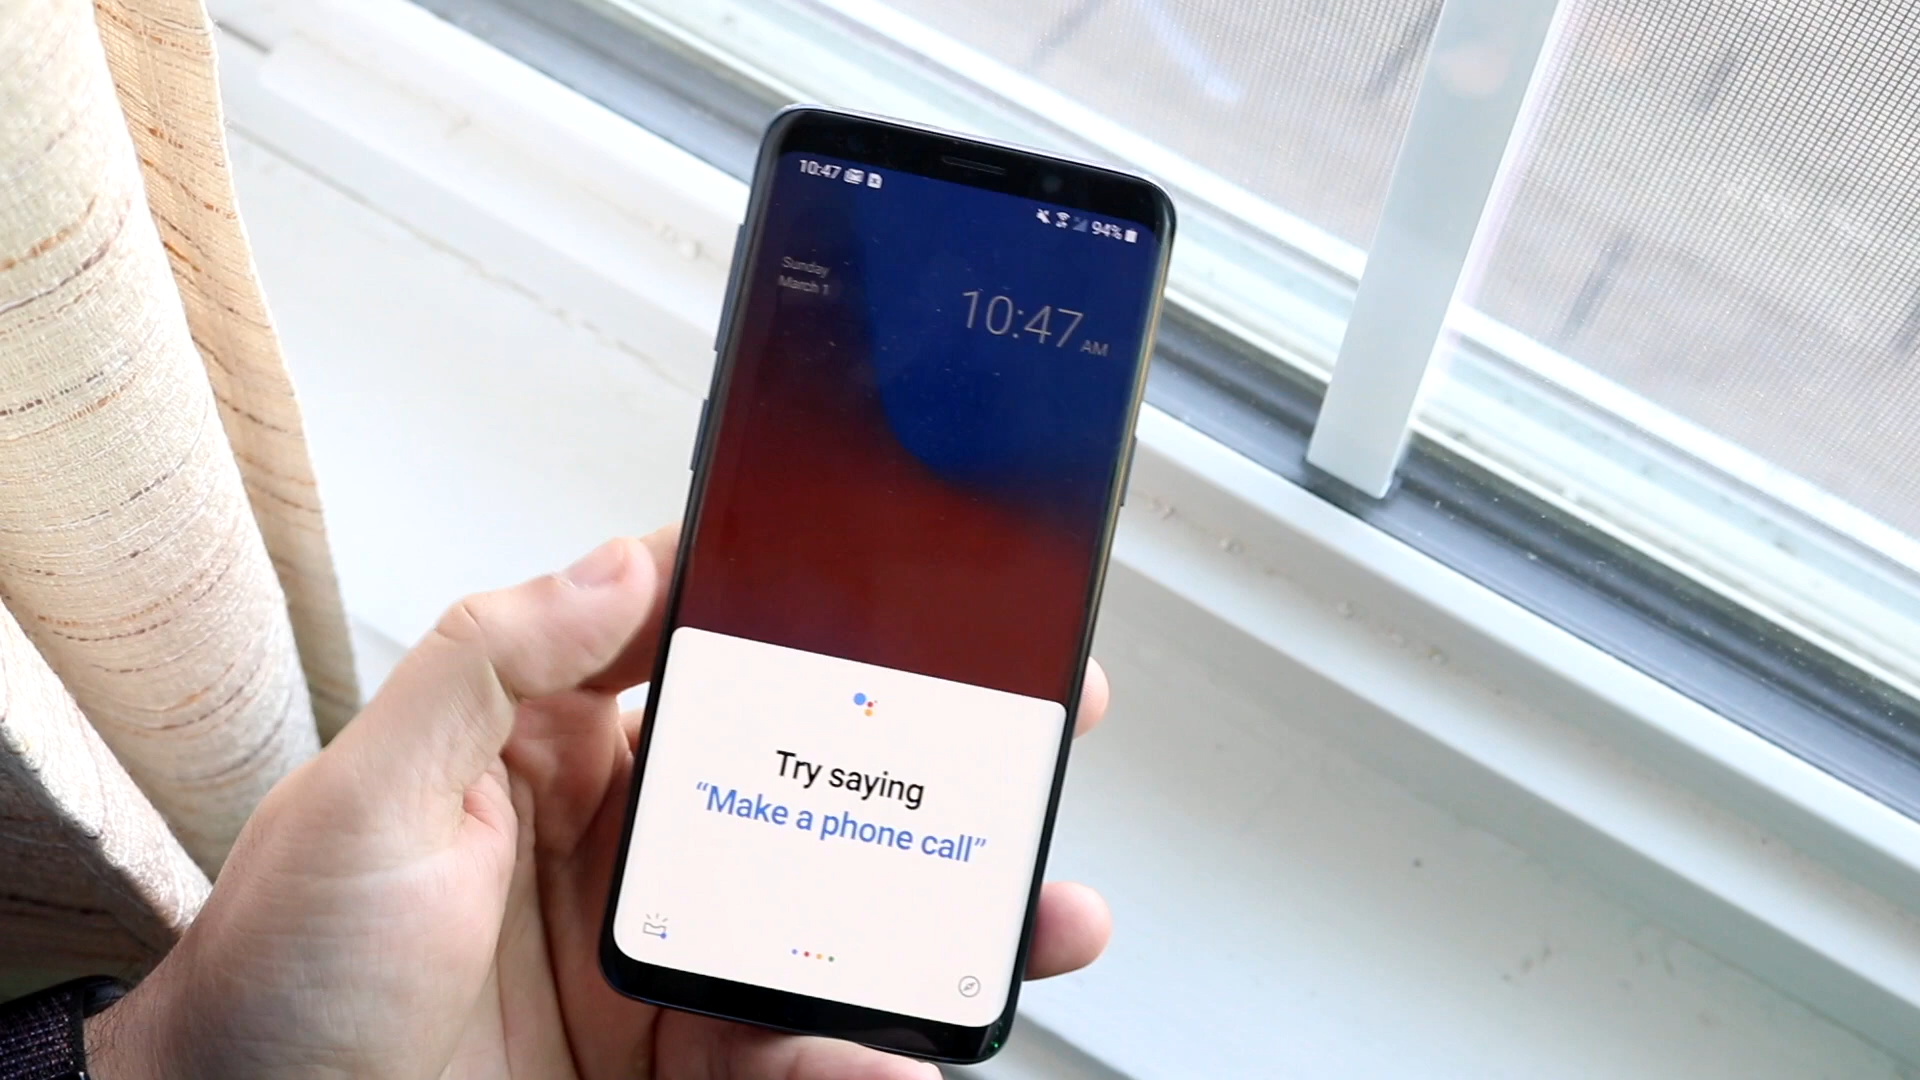 10:47
94%
Sunday
March 1
10:47 AM
Try saying
“Make a phone call”